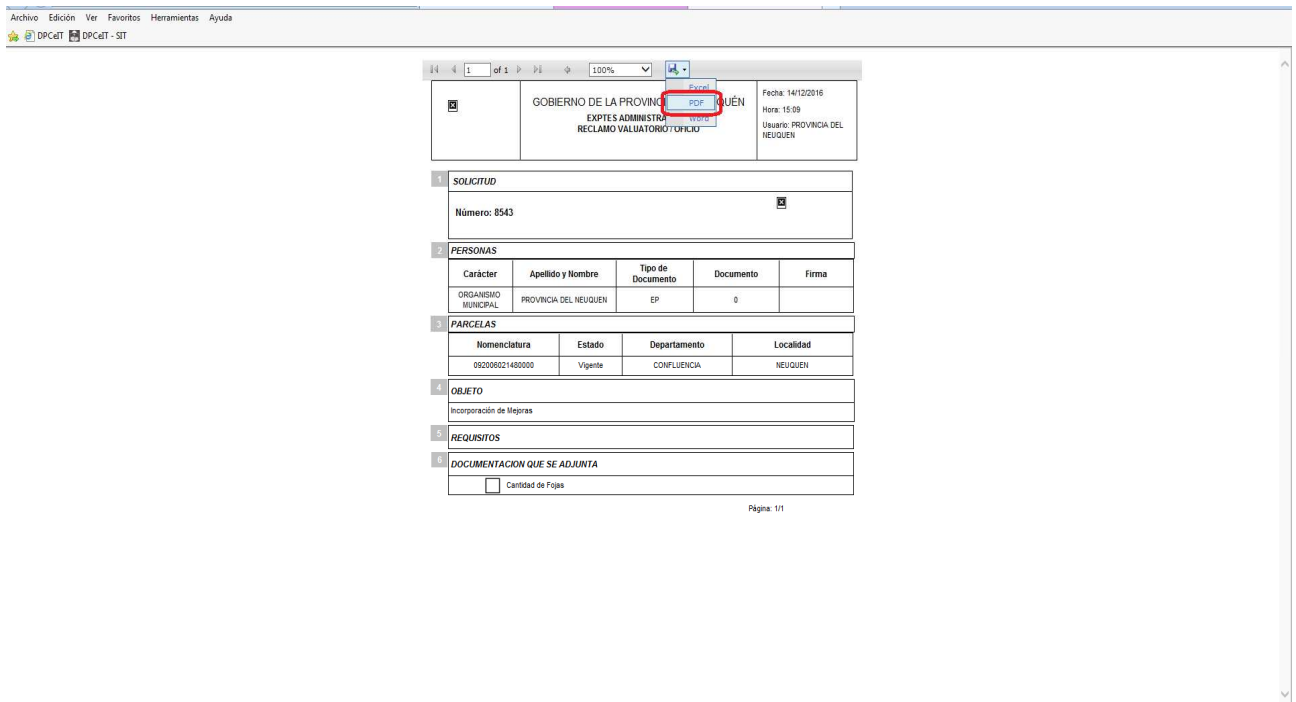 Archivo Edición Ver Favoritos Herramientas Ayuda
DPCeIT DPCeIT - SIT
1 of 1 100%
Excel
PDF
Word
GOBIERNO DE LA QUÉN
EXPTES
RECLAMO VALUATORIO / OFICIO
Fecha: 14/12/2016
Hora: 15:09
Usuario: PROVINCIA DEL
NEUQUEN
1 SOLICITUD
Número: 8543
2 PERSONAS
Carácter Apellido y Nombre Tipo de Documento Documento Firma
ORGANISMO MUNICIPAL PROVINCIA DEL NEUQUEN EP 0
3 PARCELAS
Nomenclatura Estado Departamento Localidad
092006021480000 Vigente CONFLUENCIA NEUQUEN
4 OBJETO
Incorporación de Mejoras
5 REQUISITOS
6 DOCUMENTACION QUE SE ADJUNTA
Cantidad de Fojas
Página: 1/1